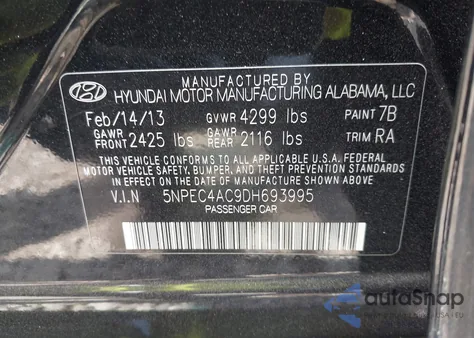 MANUFACTURED BY
HYUNDAI MOTOR MANUFACTURING ALABAMA, LLC
Feb/14/13 GVWR 4299 lbs PAINT 7B
GAWR FRONT 2425 lbs GAWR REAR 2116 lbs TRIM RA
THIS VEHICLE CONFORMS TO ALL APPLICABLE U.S.A. FEDERAL
MOTOR VEHICLE SAFETY, BUMPER, AND THEFT PREVENTION STANDARDS
IN EFFECT ON THE DATE OF MANUFACTURE SHOWN ABOVE.
V.I.N 5NPEC4AC9DH693995
PASSENGER CAR
autoSnap